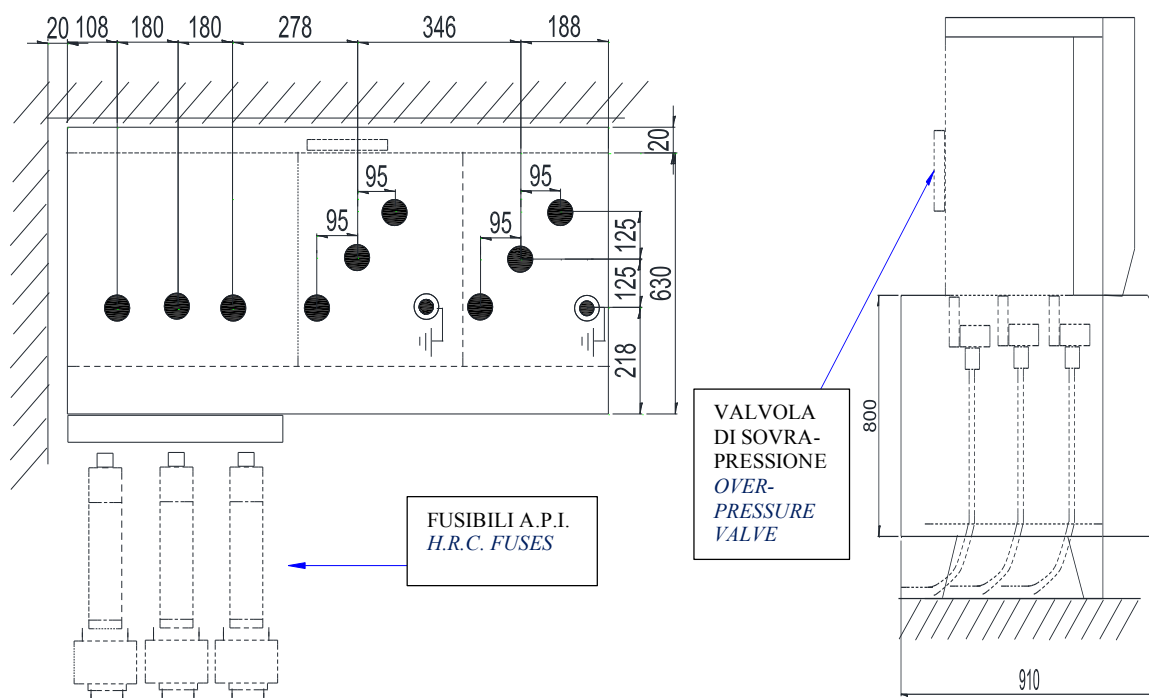 20 108 180 180 278 346 188
20
95 95
95 95
125
125
630
218
800
VALVOLA
DI SOVRA-
PRESSIONE
OVER-
PRESSURE
VALVE
FUSIBILI A.P.I.
H.R.C. FUSES
910